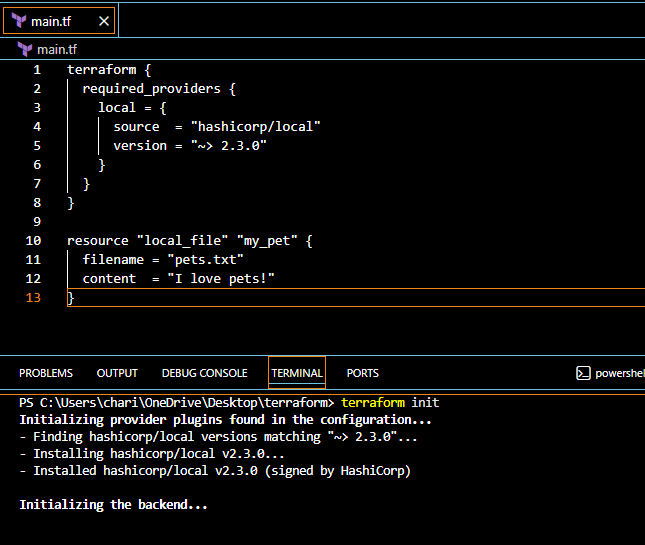 main.tf
main.tf
1 terraform {
2   required_providers {
3     local = {
4       source  = "hashicorp/local"
5       version = "~> 2.3.0"
6     }
7   }
8 }
9
10 resource "local_file" "my_pet" {
11   filename = "pets.txt"
12   content  = "I love pets!"
13 }
PROBLEMS OUTPUT DEBUG CONSOLE TERMINAL PORTS powershel
PS C:\Users\chari\OneDrive\Desktop\terraform> terraform init
Initializing provider plugins found in the configuration...
- Finding hashicorp/local versions matching "~> 2.3.0"...
- Installing hashicorp/local v2.3.0...
- Installed hashicorp/local v2.3.0 (signed by HashiCorp)
Initializing the backend...